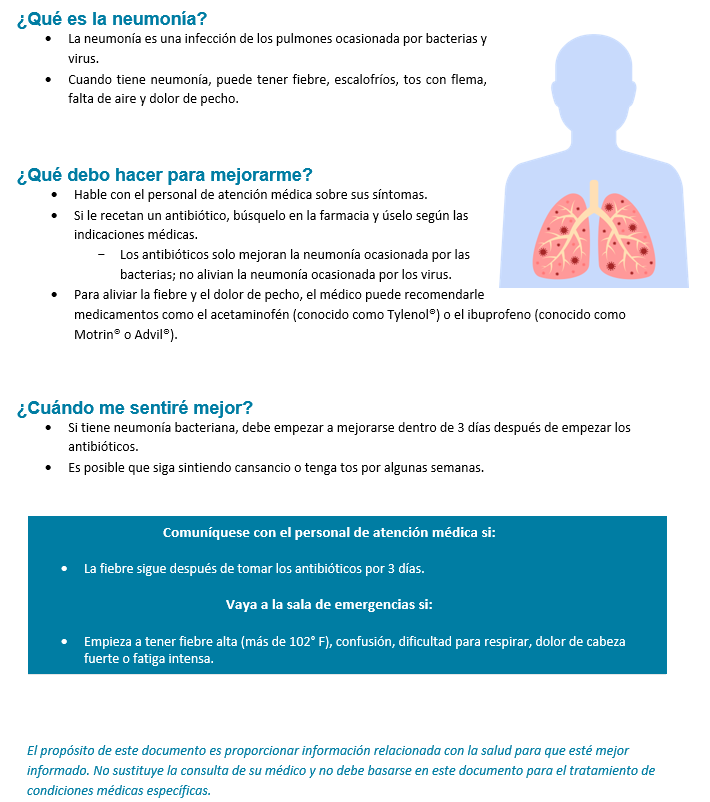 ¿Qué es la neumonía?
• La neumonía es una infección de los pulmones ocasionada por bacterias y
virus.
• Cuando tiene neumonía, puede tener fiebre, escalofríos, tos con flema,
falta de aire y dolor de pecho.
¿Qué debo hacer para mejorarme?
• Hable con el personal de atención médica sobre sus síntomas.
• Si le recetan un antibiótico, búsquelo en la farmacia y úselo según las
indicaciones médicas.
− Los antibióticos solo mejoran la neumonía ocasionada por las
bacterias; no alivian la neumonía ocasionada por los virus.
• Para aliviar la fiebre y el dolor de pecho, el médico puede recomendarle
medicamentos como el acetaminofén (conocido como Tylenol®) o el ibuprofeno (conocido como
Motrin® o Advil®).
¿Cuándo me sentiré mejor?
• Si tiene neumonía bacteriana, debe empezar a mejorarse dentro de 3 días después de empezar los
antibióticos.
• Es posible que siga sintiendo cansancio o tenga tos por algunas semanas.
Comuníquese con el personal de atención médica si:
• La fiebre sigue después de tomar los antibióticos por 3 días.
Vaya a la sala de emergencias si:
• Empieza a tener fiebre alta (más de 102° F), confusión, dificultad para respirar, dolor de cabeza
fuerte o fatiga intensa.
El propósito de este documento es proporcionar información relacionada con la salud para que esté mejor
informado. No sustituye la consulta de su médico y no debe basarse en este documento para el tratamiento de
condiciones médicas específicas.